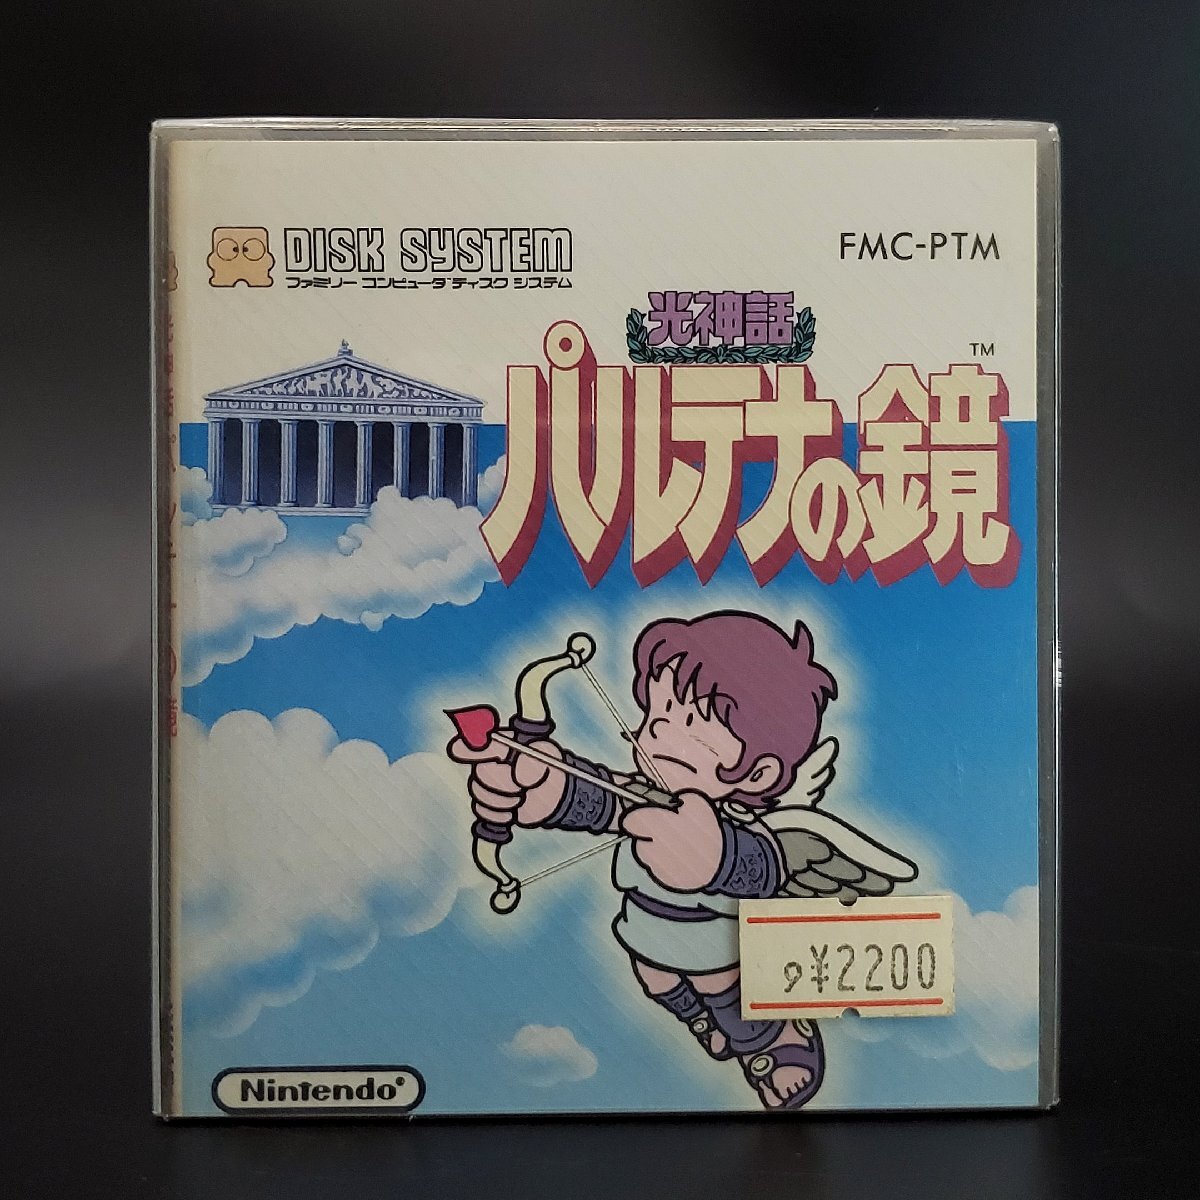 DISK SYSTEM
ファミリー コンピュータ ディスク システム
FMC-PTM
光神話
パルテナの鏡
TM
9¥2200
Nintendo®